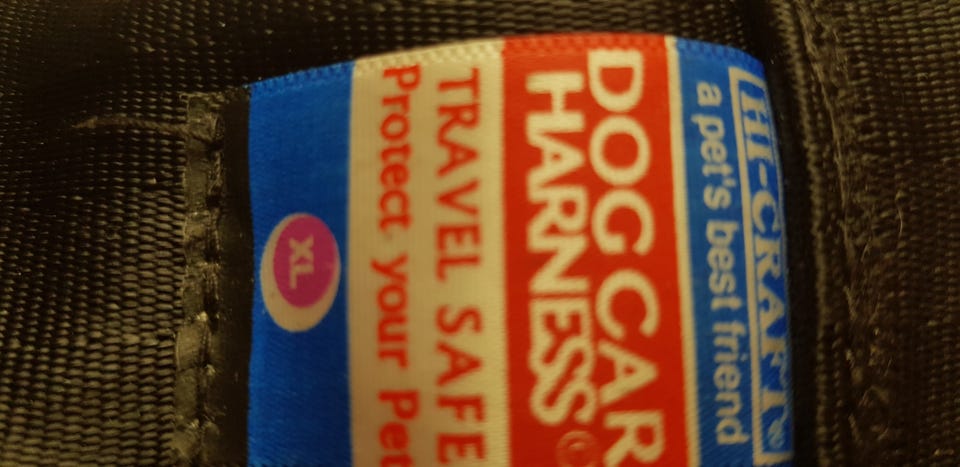 HI-CRAFT®
a pet's best friend
DOG CAR
HARNESS©
TRAVEL SAFE
Protect your Pet
XL